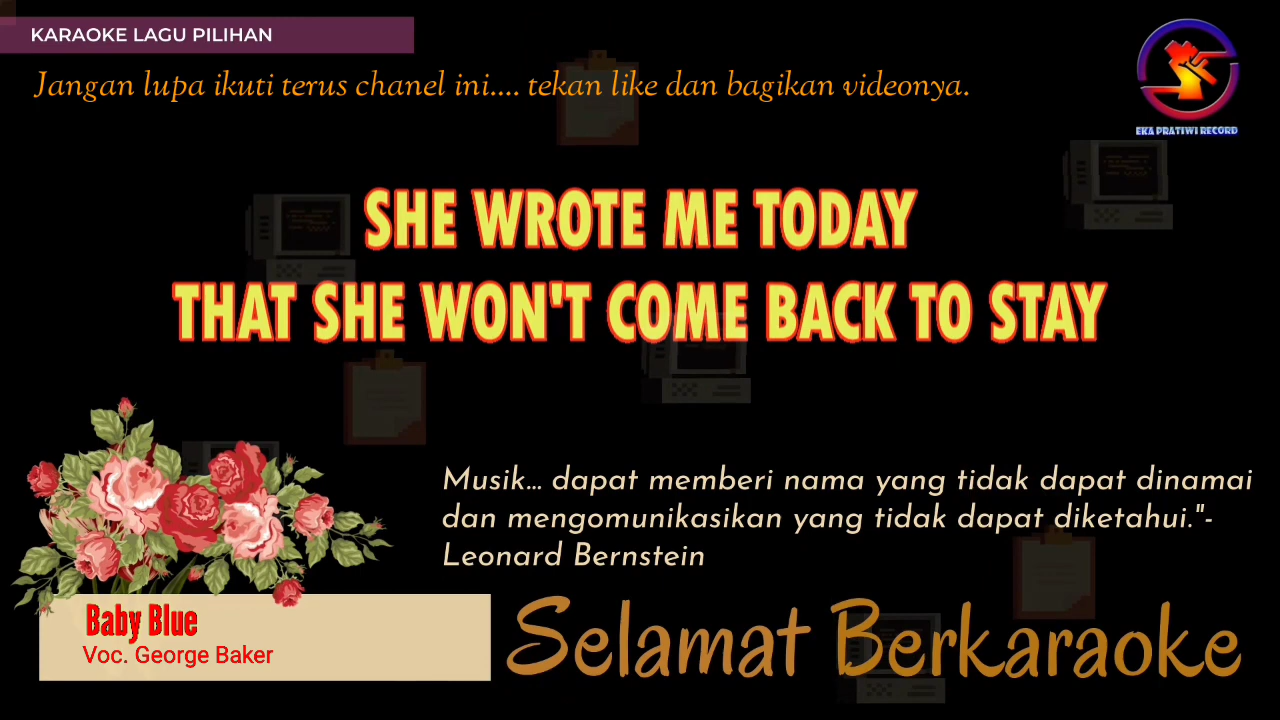 KARAOKE LAGU PILIHAN
Jangan lupa ikuti terus chanel ini.... tekan like dan bagikan videonya.
EKA PRATIWI RECORD
SHE WROTE ME TODAY
THAT SHE WON'T COME BACK TO STAY
Musik... dapat memberi nama yang tidak dapat dinamai
dan mengomunikasikan yang tidak dapat diketahui."-
Leonard Bernstein
Baby Blue
Voc. George Baker
Selamat Berkaraoke